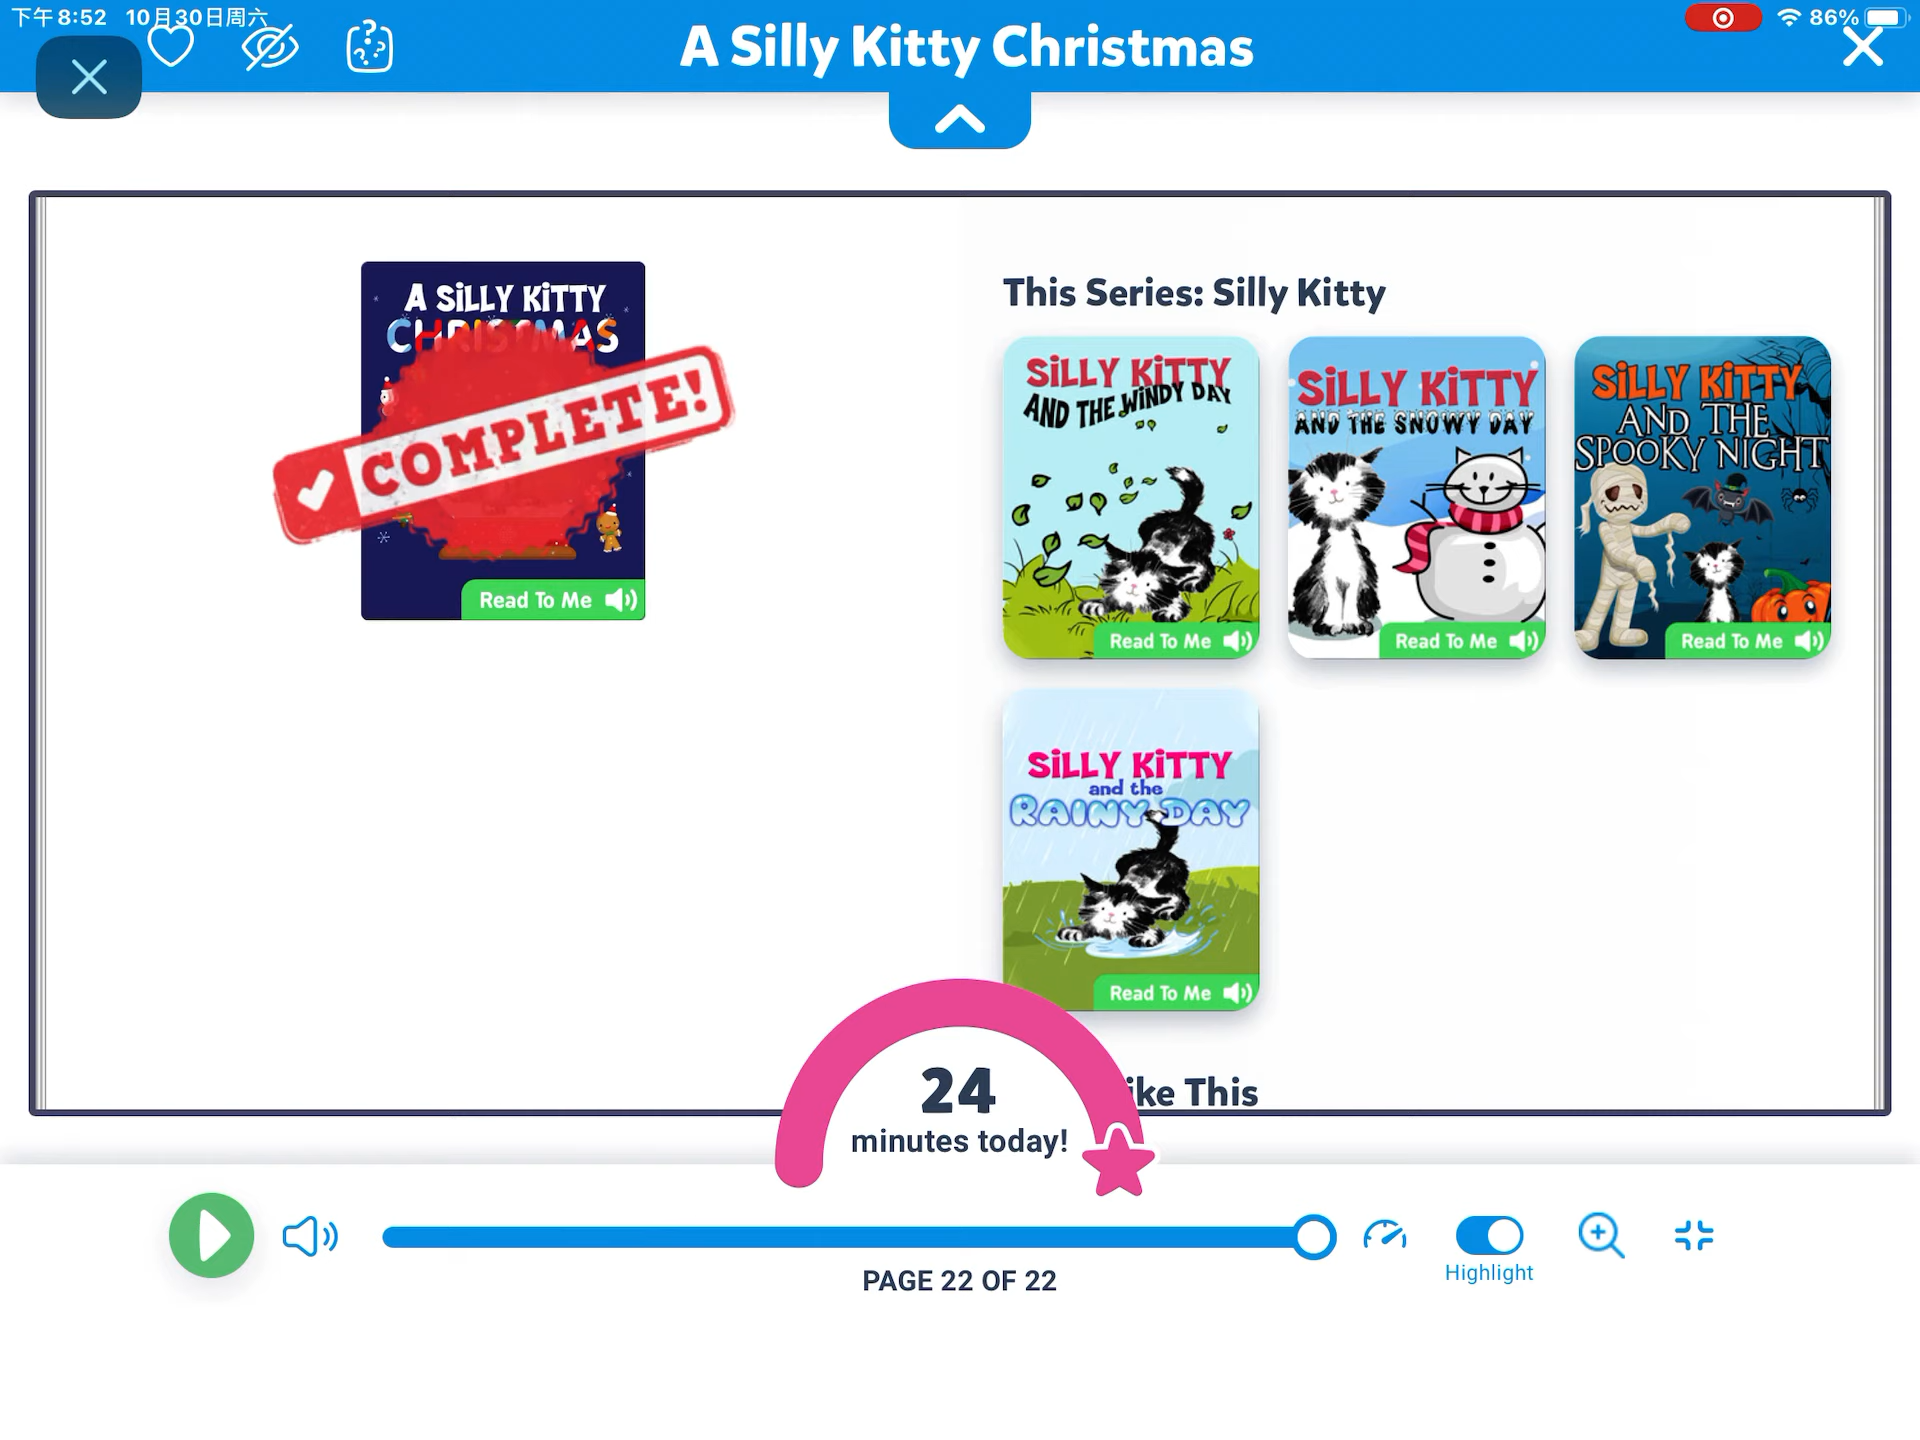 下午8:52 10月30日周六
86%
A Silly Kitty Christmas
A SiLLY KiTTY
CHRISTMAS
COMPLETE!
Read To Me
This Series: Silly Kitty
SiLLY KiTTY
AND THE WiNDY DAY
Read To Me
SiLLY KiTTY
AND THE SNOWY DAY
Read To Me
SiLLY KiTTY
AND THE
SPOOKY NIGHT
Read To Me
SiLLY KiTTY
and the
RAINY DAY
Read To Me
ike This
24
minutes today!
PAGE 22 OF 22
Highlight